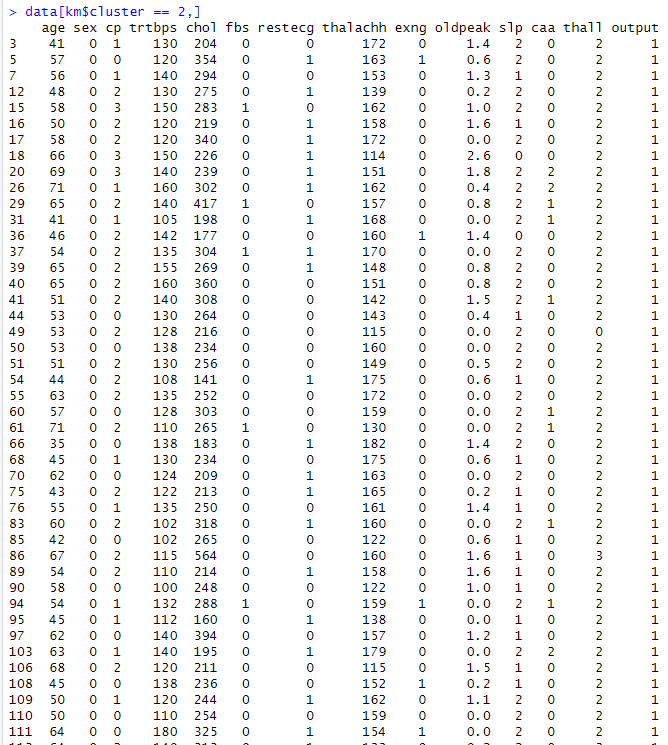 > data[km$cluster == 2,]
age sex cp trtbps chol fbs restecg thalachh exng oldpeak slp caa thall output
3 41 0 1 130 204 0 0 172 0 1.4 2 0 2 1
5 57 0 0 120 354 0 1 163 1 0.6 2 0 2 1
7 56 0 1 140 294 0 0 153 0 1.3 1 0 2 1
12 48 0 2 130 275 0 1 139 0 0.2 2 0 2 1
15 58 0 3 150 283 1 0 162 0 1.0 2 0 2 1
16 50 0 2 120 219 0 1 158 0 1.6 1 0 2 1
17 58 0 2 120 340 0 1 172 0 0.0 2 0 2 1
18 66 0 3 150 226 0 1 114 0 2.6 0 0 2 1
20 69 0 3 140 239 0 1 151 0 1.8 2 2 2 1
26 71 0 1 160 302 0 1 162 0 0.4 2 2 2 1
29 65 0 2 140 417 1 0 157 0 0.8 2 1 2 1
31 41 0 1 105 198 0 1 168 0 0.0 2 1 2 1
36 46 0 2 142 177 0 0 160 1 1.4 0 0 2 1
37 54 0 2 135 304 1 1 170 0 0.0 2 0 2 1
39 65 0 2 155 269 0 1 148 0 0.8 2 0 2 1
40 65 0 2 160 360 0 0 151 0 0.8 2 0 2 1
41 51 0 2 140 308 0 0 142 0 1.5 2 1 2 1
44 53 0 0 130 264 0 0 143 0 0.4 1 0 2 1
49 53 0 2 128 216 0 0 115 0 0.0 2 0 0 1
50 53 0 0 138 234 0 0 160 0 0.0 2 0 2 1
51 51 0 2 130 256 0 0 149 0 0.5 2 0 2 1
54 44 0 2 108 141 0 1 175 0 0.6 1 0 2 1
55 63 0 2 135 252 0 0 172 0 0.0 2 0 2 1
60 57 0 0 128 303 0 0 159 0 0.0 2 1 2 1
61 71 0 2 110 265 1 0 130 0 0.0 2 1 2 1
66 35 0 0 138 183 0 1 182 0 1.4 2 0 2 1
68 45 0 1 130 234 0 0 175 0 0.6 1 0 2 1
70 62 0 0 124 209 0 1 163 0 0.0 2 0 2 1
75 43 0 2 122 213 0 1 165 0 0.2 1 0 2 1
76 55 0 1 135 250 0 0 161 0 1.4 1 0 2 1
83 60 0 2 102 318 0 1 160 0 0.0 2 1 2 1
85 42 0 0 102 265 0 0 122 0 0.6 1 0 2 1
86 67 0 2 115 564 0 0 160 0 1.6 1 0 3 1
89 54 0 2 110 214 0 1 158 0 1.6 1 0 2 1
90 58 0 0 100 248 0 0 122 0 1.0 1 0 2 1
94 54 0 1 132 288 1 0 159 1 0.0 2 1 2 1
95 45 0 1 112 160 0 1 138 0 0.0 1 0 2 1
97 62 0 0 140 394 0 0 157 0 1.2 1 0 2 1
103 63 0 1 140 195 0 1 179 0 0.0 2 2 2 1
106 68 0 2 120 211 0 0 115 0 1.5 1 0 2 1
108 45 0 0 138 236 0 0 152 1 0.2 1 0 2 1
109 50 0 1 120 244 0 1 162 0 1.1 2 0 2 1
110 50 0 0 110 254 0 0 159 0 0.0 2 0 2 1
111 64 0 0 180 325 0 1 154 1 0.0 2 0 2 1